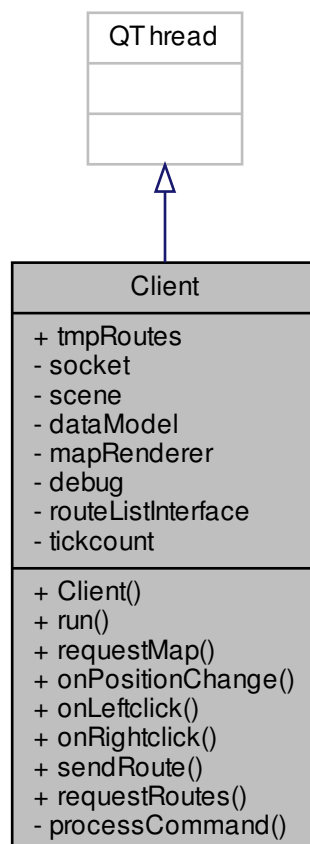 QThread
Client
+ tmpRoutes
- socket
- scene
- dataModel
- mapRenderer
- debug
- routeListInterface
- tickcount
+ Client()
+ run()
+ requestMap()
+ onPositionChange()
+ onLeftclick()
+ onRightclick()
+ sendRoute()
+ requestRoutes()
- processCommand()